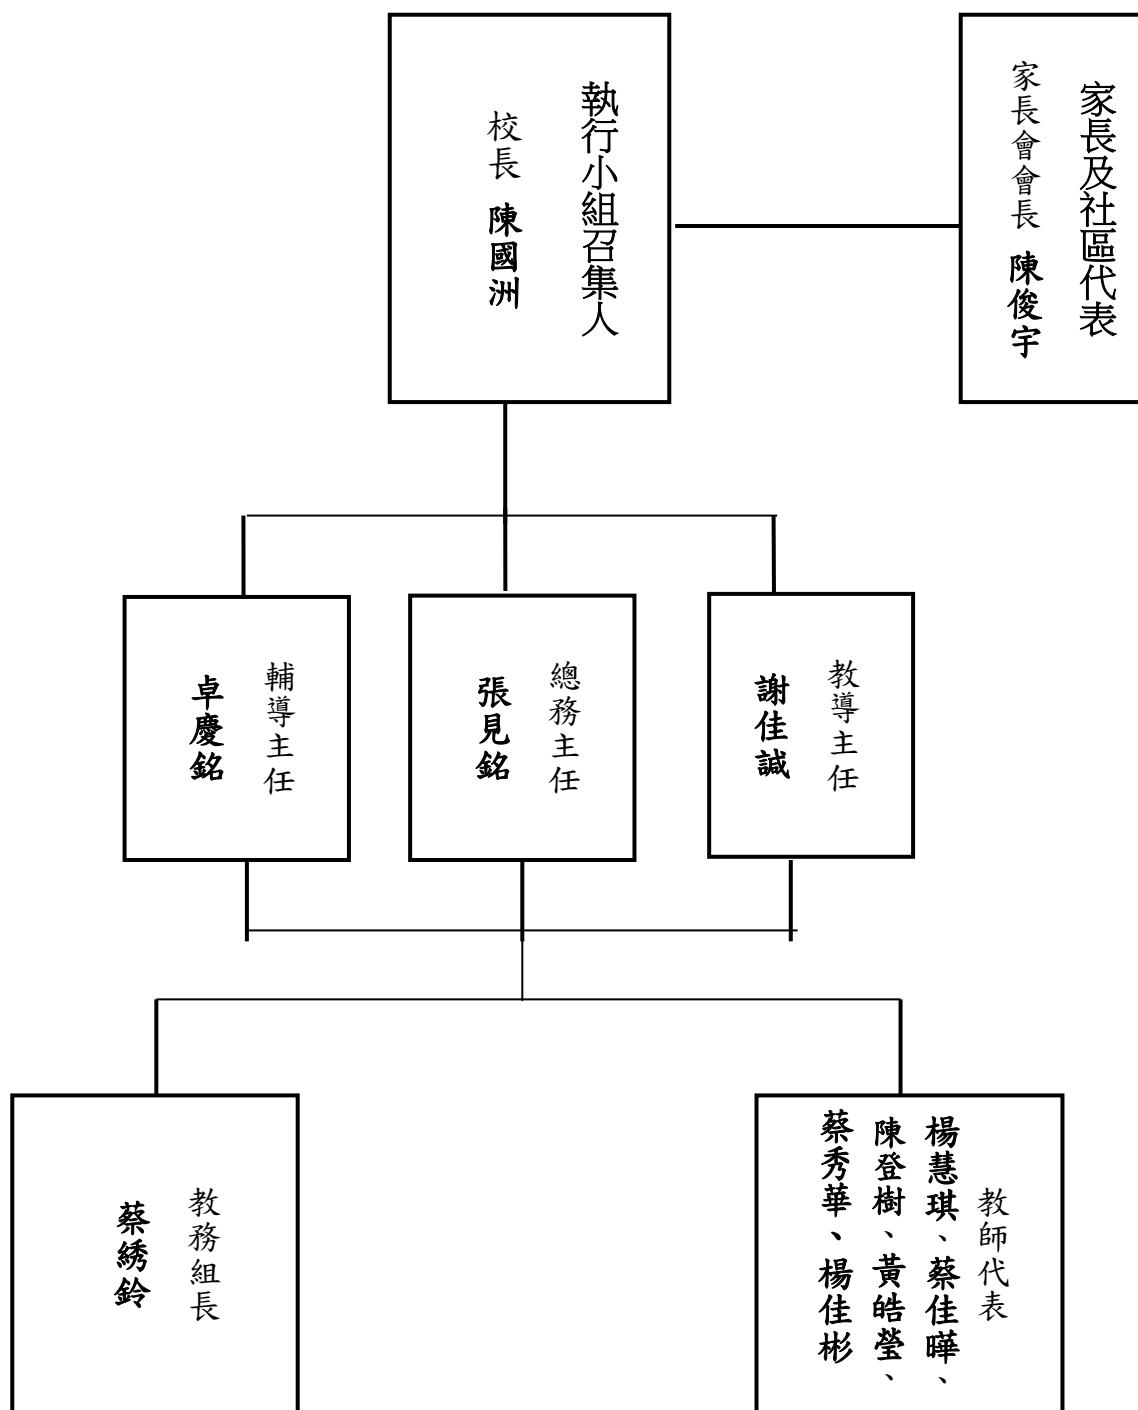 執行小組召集人
校長 陳國洲
家長及社區代表
家長會會長 陳俊宇
教導主任
謝佳誠
總務主任
張見銘
輔導主任
卓慶銘
教師代表
楊慧琪、蔡佳曄、
陳登樹、黃皓瑩、
蔡秀華、楊佳彬
教務組長
蔡綉鈴